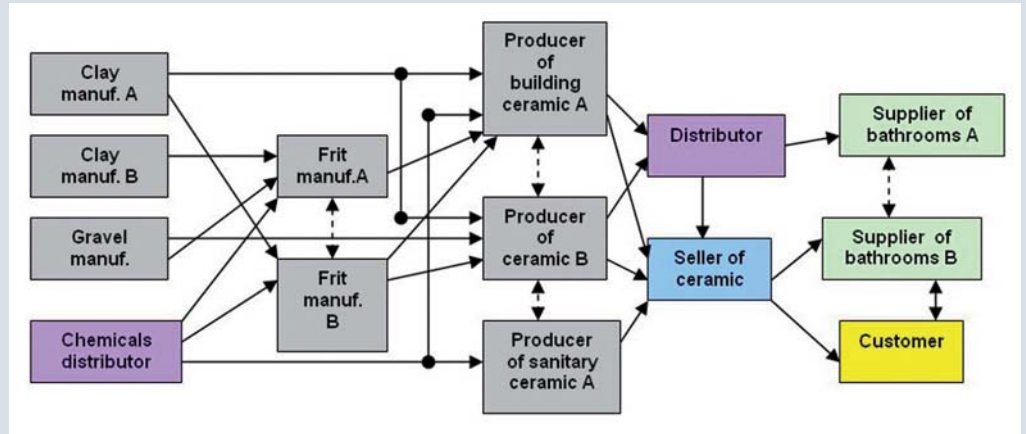 Clay
manuf. A
Clay
manuf. B
Gravel
manuf.
Chemicals
distributor
Frit
manuf.A
Frit
manuf.
B
Producer
of
building
ceramic A
Producer
of
ceramic B
Producer
of sanitary
ceramic A
Distributor
Seller of
ceramic
Supplier of
bathrooms A
Supplier of
bathrooms B
Customer